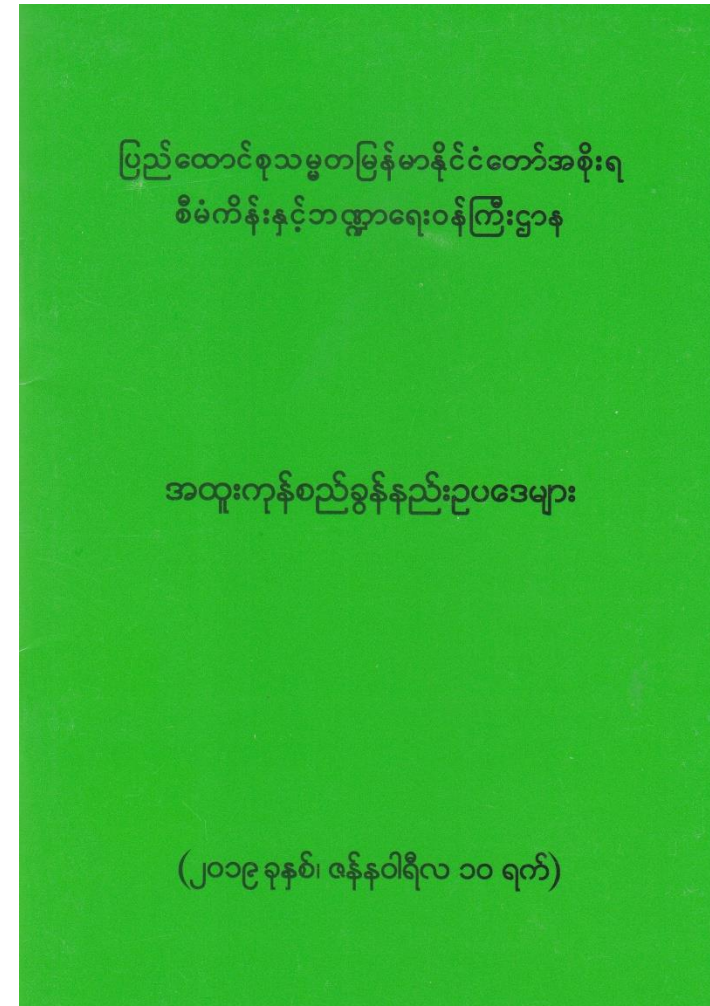 ပြည်ထောင်စုသမ္မတမြန်မာနိုင်ငံတော်အစိုးရ
စီမံကိန်းနှင့်ဘဏ္ဍာရေးဝန်ကြီးဌာန
အထူးကုန်စည်ခွန်နည်းဥပဒေများ
(၂၀၁၉ ခုနှစ်၊ ဇန်နဝါရီလ ၁၀ ရက်)